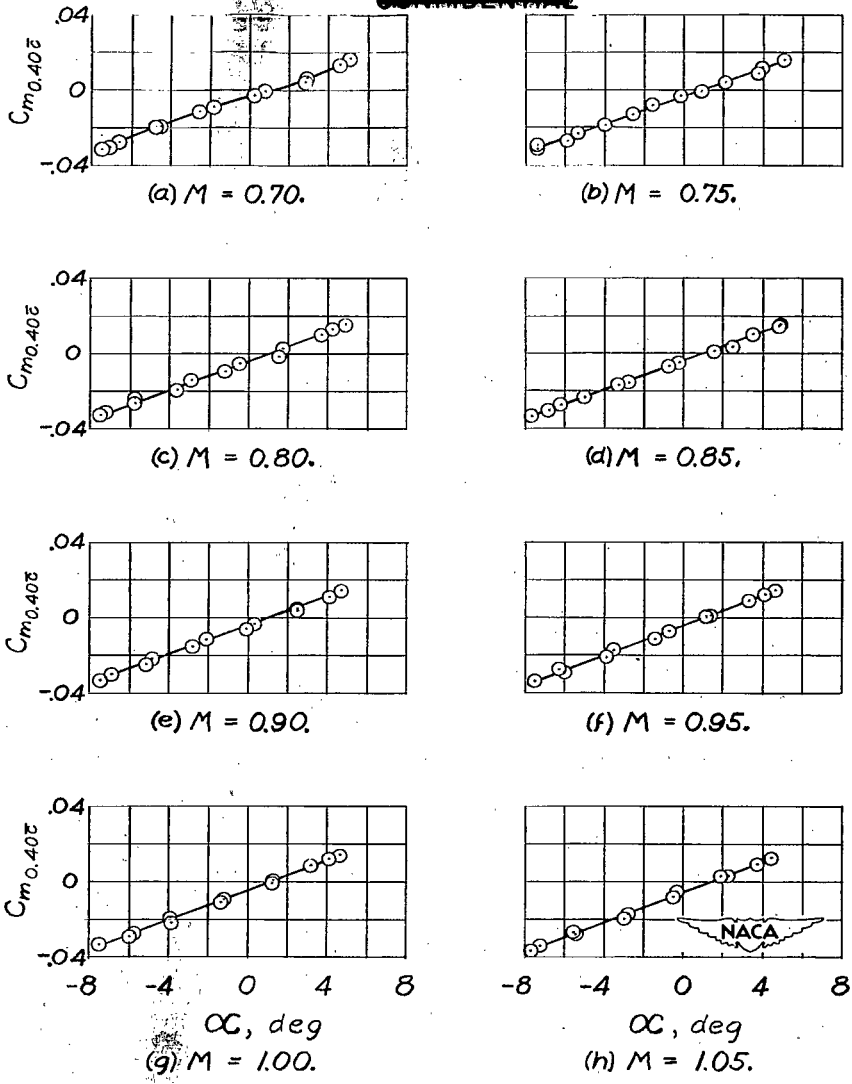 .04
0
-.04
Cm0.40c̄
(a) M = 0.70.
(b) M = 0.75.
.04
0
-.04
Cm0.40c̄
(c) M = 0.80.
(d) M = 0.85.
.04
0
-.04
Cm0.40c̄
(e) M = 0.90.
(f) M = 0.95.
.04
0
-.04
Cm0.40c̄
NACA
-8 -4 0 4 8
-8 -4 0 4 8
α, deg
α, deg
(g) M = 1.00.
(h) M = 1.05.